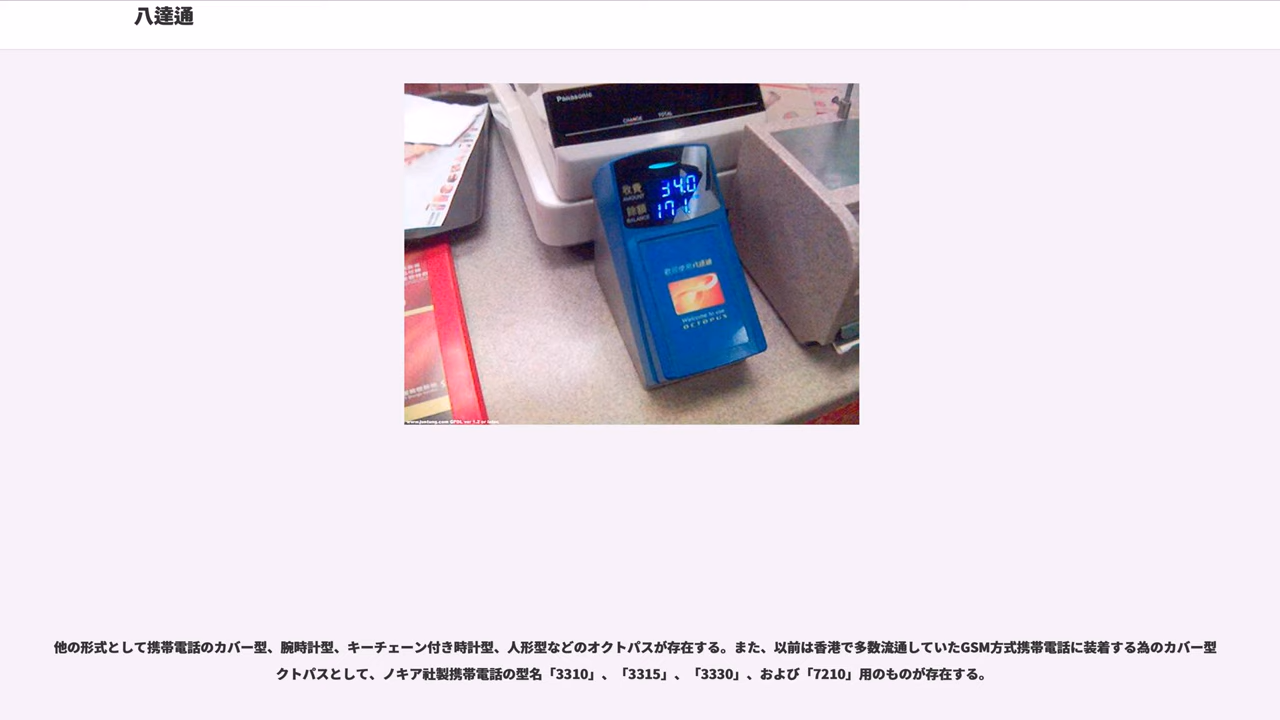 八達通
Panasonic
CHANGE TOTAL
收費
AMOUNT
34.0
餘額
BALANCE
171.
Welcome to use
OCTOPUS
他の形式として携帯電話のカバー型、腕時計型、キーチェーン付き時計型、人形型などのオクトパスが存在する。また、以前は香港で多数流通していたGSM方式携帯電話に装着する為のカバー型
クトパスとして、ノキア社製携帯電話の型名「3310」、「3315」、「3330」、および「7210」用のものが存在する。